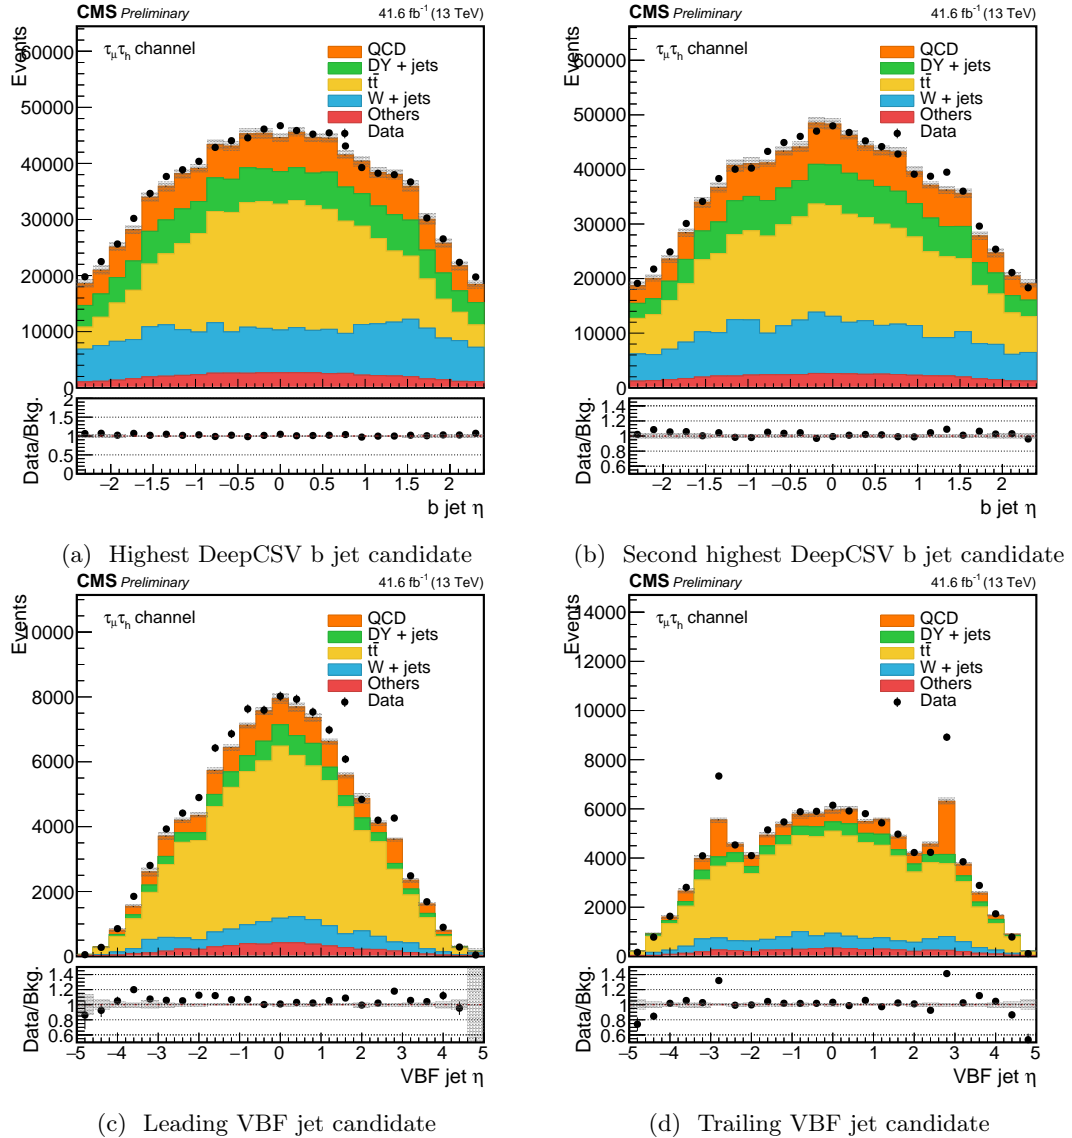 CMS Preliminary 41.6 fb⁻¹ (13 TeV)
Events
τ_μτ_h channel
QCD
DY + jets
tt̄
W + jets
Others
Data
60000
50000
40000
30000
20000
10000
0
Data/Bkg.
2
1.5
1
0.5
0
−2 −1.5 −1 −0.5 0 0.5 1 1.5 2
b jet η
(a) Highest DeepCSV b jet candidate
CMS Preliminary 41.6 fb⁻¹ (13 TeV)
Events
τ_μτ_h channel
QCD
DY + jets
tt̄
W + jets
Others
Data
60000
50000
40000
30000
20000
10000
0
Data/Bkg.
1.4
1.2
1
0.8
0.6
−2 −1.5 −1 −0.5 0 0.5 1 1.5 2
b jet η
(b) Second highest DeepCSV b jet candidate
CMS Preliminary 41.6 fb⁻¹ (13 TeV)
Events
τ_μτ_h channel
QCD
DY + jets
tt̄
W + jets
Others
Data
10000
8000
6000
4000
2000
0
Data/Bkg.
1.4
1.2
1
0.8
0.6
−5 −4 −3 −2 −1 0 1 2 3 4 5
VBF jet η
(c) Leading VBF jet candidate
CMS Preliminary 41.6 fb⁻¹ (13 TeV)
Events
τ_μτ_h channel
QCD
DY + jets
tt̄
W + jets
Others
Data
14000
12000
10000
8000
6000
4000
2000
0
Data/Bkg.
1.4
1.2
1
0.8
0.6
−5 −4 −3 −2 −1 0 1 2 3 4 5
VBF jet η
(d) Trailing VBF jet candidate